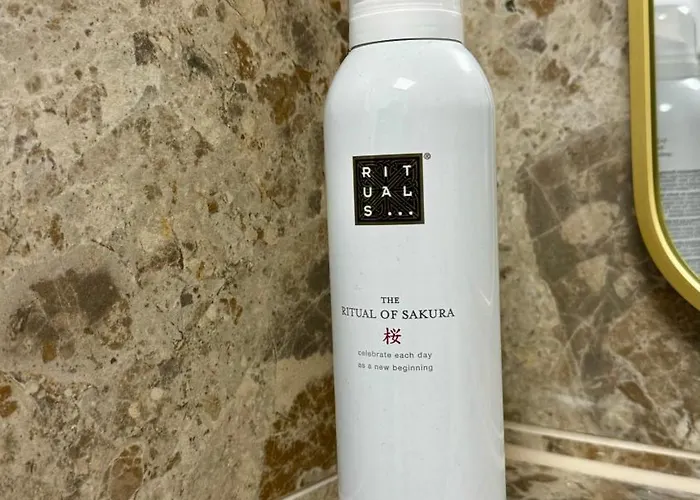 RIT
UAL
S...
®
THE
RITUAL OF SAKURA
桜
celebrate each day
as a new beginning